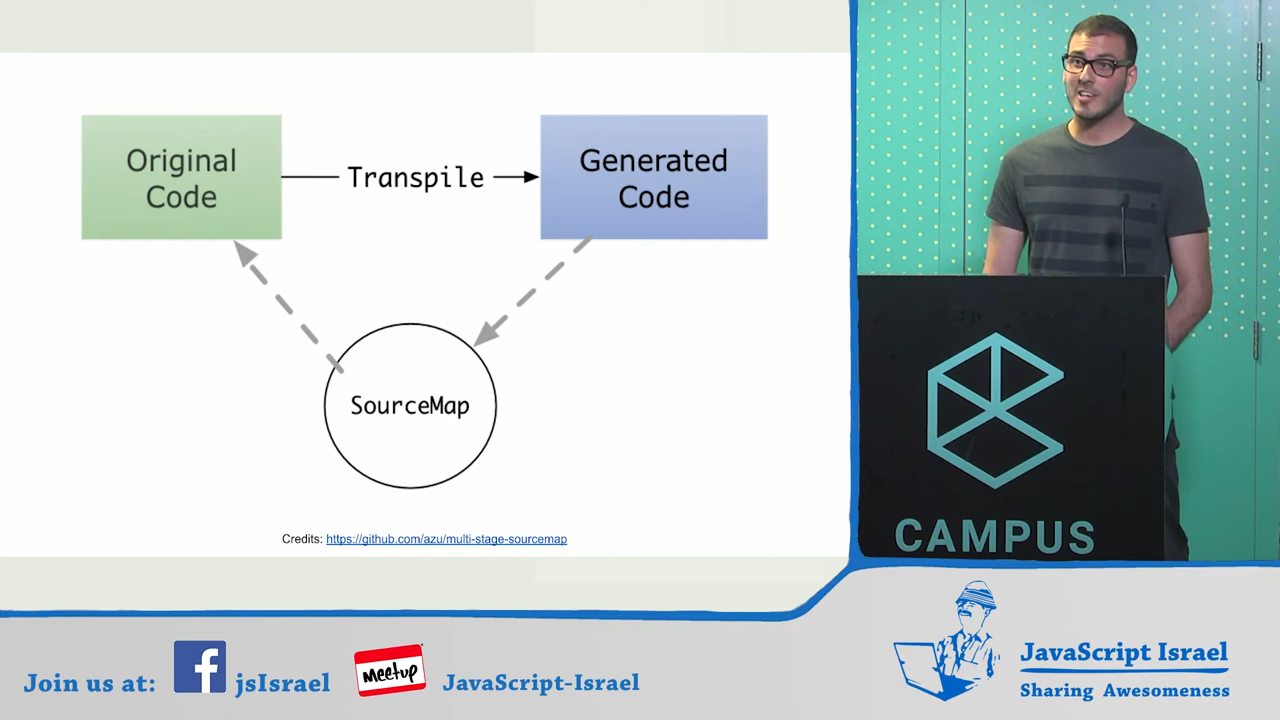 Original
Code
Transpile
Generated
Code
SourceMap
Credits: https://github.com/azu/multi-stage-sourcemap
CAMPUS
Join us at:
f
jsIsrael
meetup
JavaScript-Israel
JavaScript Israel
Sharing Awesomeness